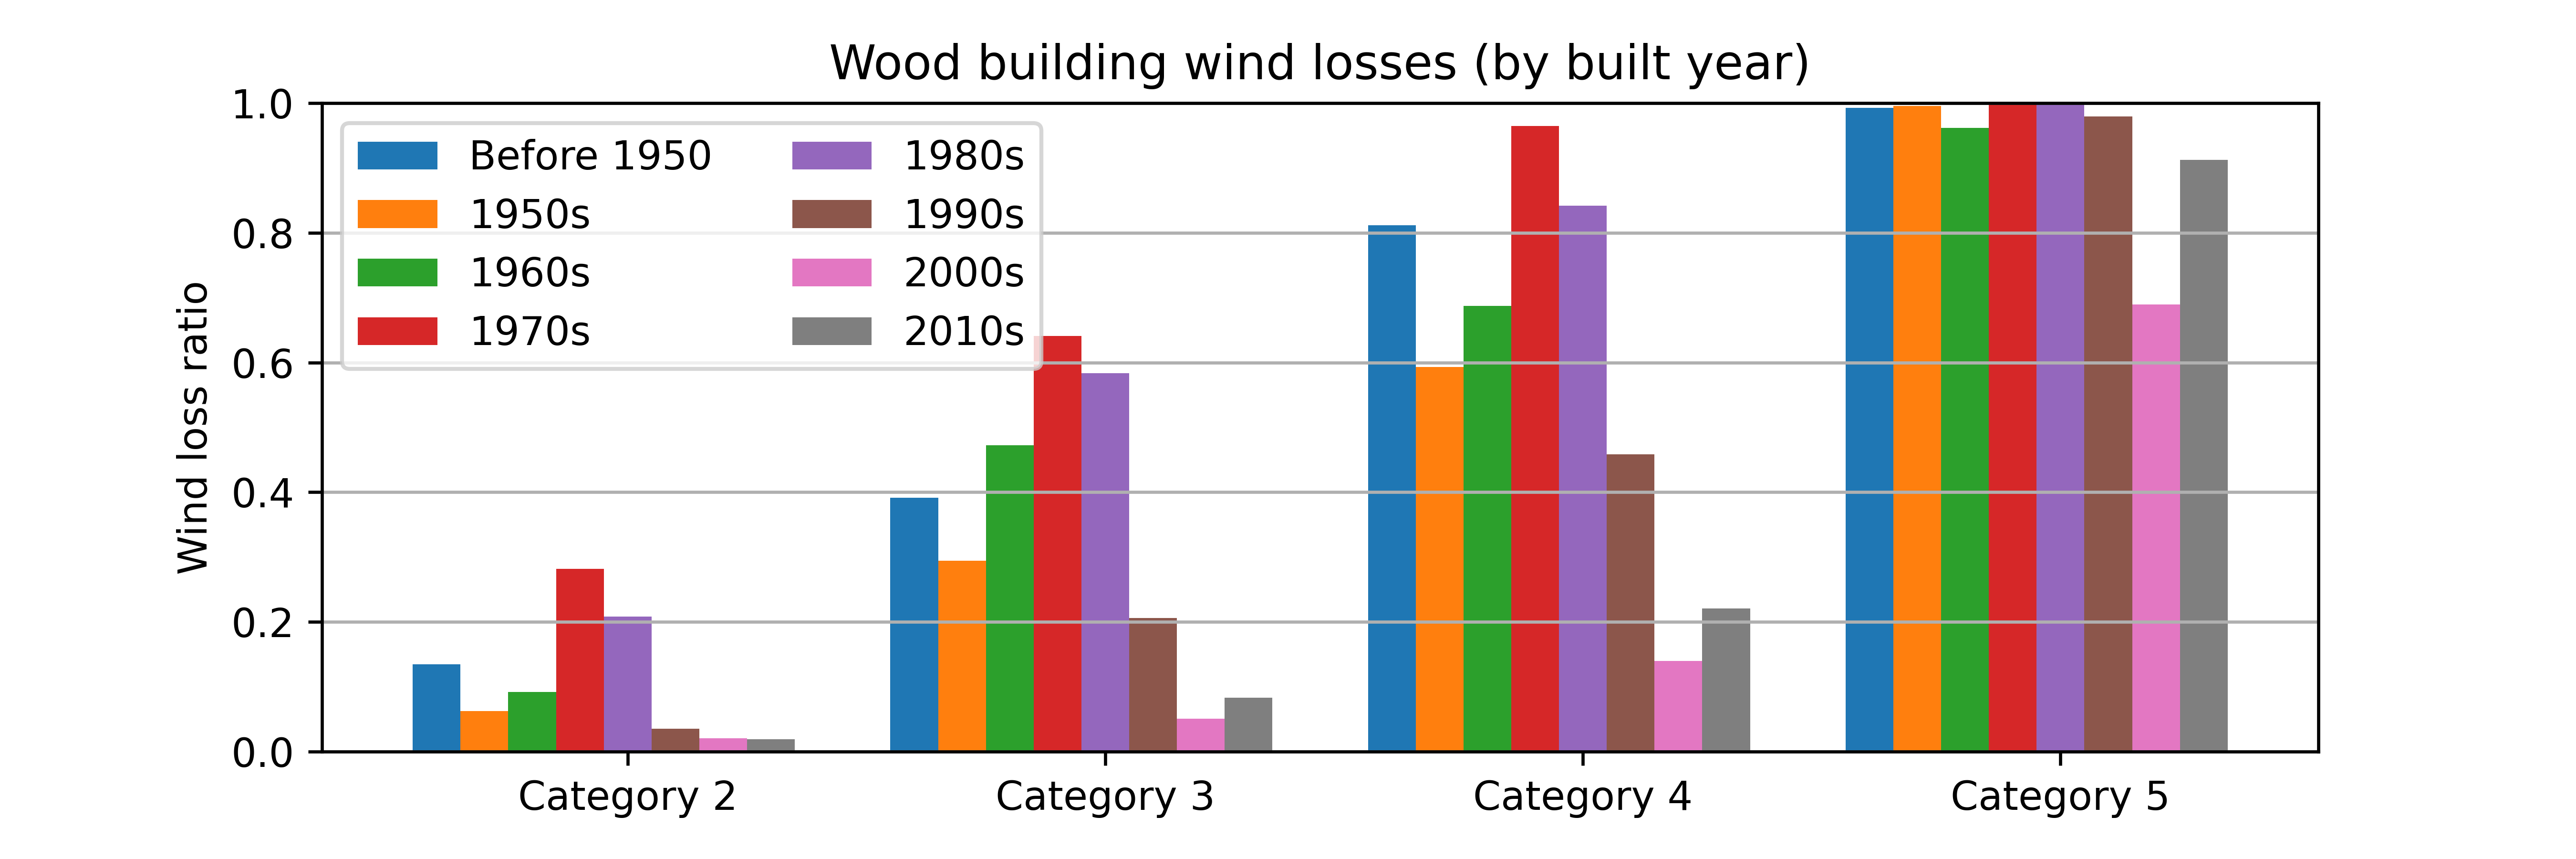 Wood building wind losses (by built year)
1.0
0.8
0.6
0.4
0.2
0.0
Wind loss ratio
Before 1950
1950s
1960s
1970s
1980s
1990s
2000s
2010s
Category 2
Category 3
Category 4
Category 5